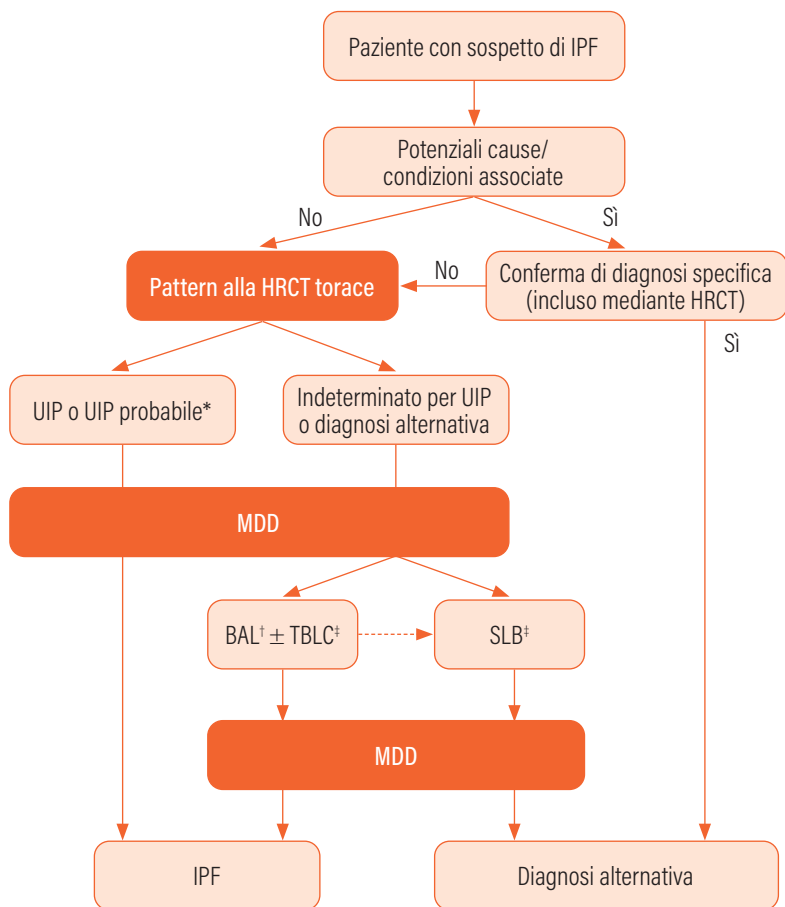 Paziente con sospetto di IPF
Potenziali cause/
condizioni associate
No
Sì
Pattern alla HRCT torace
No
Conferma di diagnosi specifica
(incluso mediante HRCT)
Sì
UIP o UIP probabile*
Indeterminato per UIP
o diagnosi alternativa
MDD
BAL† ± TBLC‡
SLB‡
MDD
IPF
Diagnosi alternativa